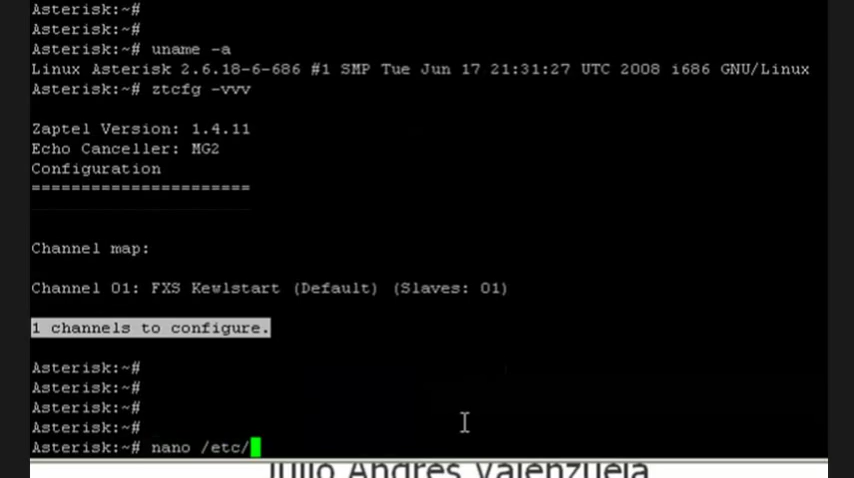 Asterisk:~#
Asterisk:~#
Asterisk:~# uname -a
Linux Asterisk 2.6.18-6-686 #1 SMP Tue Jun 17 21:31:27 UTC 2008 i686 GNU/Linux
Asterisk:~# ztcfg -vvv
Zaptel Version: 1.4.11
Echo Canceller: MG2
Configuration
======================
Channel map:
Channel 01: FXS Kewlstart (Default) (Slaves: 01)
1 channels to configure.
Asterisk:~#
Asterisk:~#
Asterisk:~#
Asterisk:~#
Asterisk:~# nano /etc/
Julio Andres Valenzuela